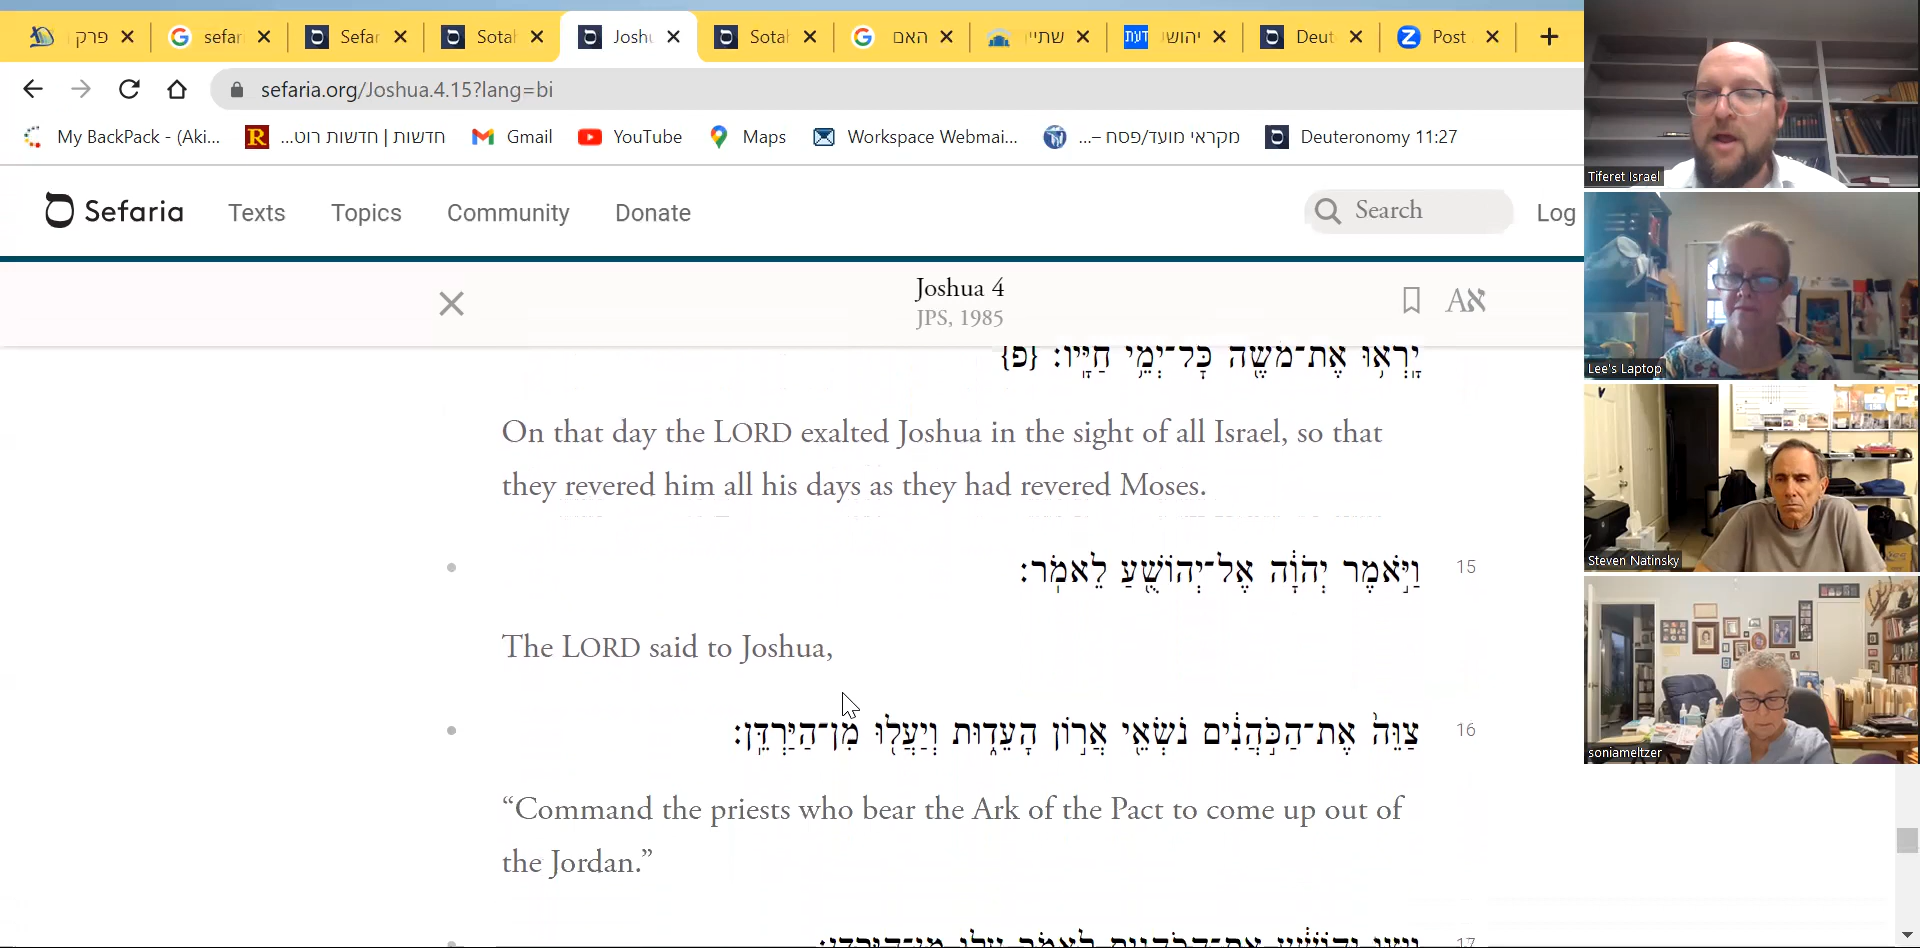 פרק
sefar
Sefar
Sotal
Joshu
Sotal
האם
שתיי
דעת
יהוש
Deut
Post
sefaria.org/Joshua.4.15?lang=bi
My BackPack - (Aki...
חדשות | חדשות רוט...
Gmail
YouTube
Maps
Workspace Webmai...
מקראי מועד/פסח –...
Deuteronomy 11:27
Sefaria
Texts
Topics
Community
Donate
Search
Log
Joshua 4
JPS, 1985
יָרְא֥וּ אֶת־מֹשֶׁ֖ה כׇּל־יְמֵ֥י חַיָּֽיו׃ {פ}
On that day the LORD exalted Joshua in the sight of all Israel, so that
they revered him all his days as they had revered Moses.
15
וַיֹּ֣אמֶר יְהֹוָ֔ה אֶל־יְהוֹשֻׁ֖עַ לֵאמֹֽר׃
The LORD said to Joshua,
16
צַוֵּה֙ אֶת־הַכֹּ֣הֲנִ֔ים נֹשְׂאֵ֖י אֲר֣וֹן הָעֵד֑וּת וְיַעֲל֖וּ מִן־הַיַּרְדֵּֽן׃
“Command the priests who bear the Ark of the Pact to come up out of
the Jordan.”
17
Tiferet Israel
Lee's Laptop
Steven Natinsky
soniameltzer